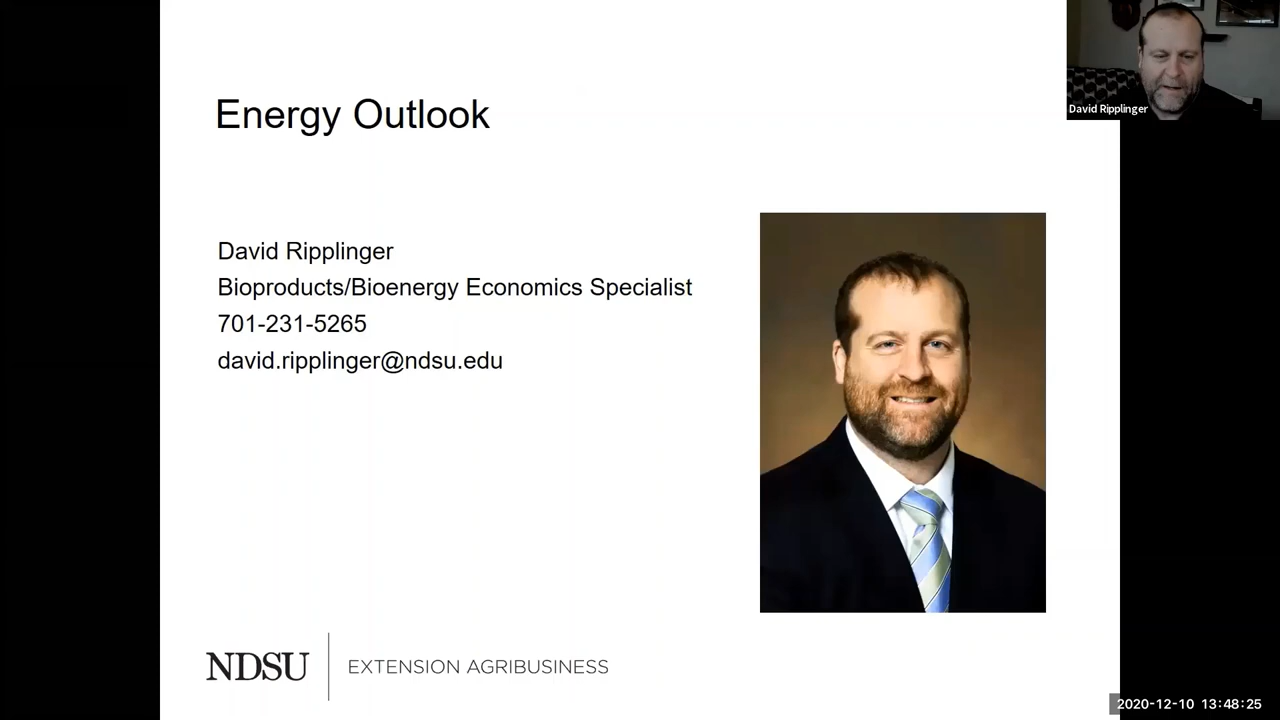 Energy Outlook
David Ripplinger
David Ripplinger
Bioproducts/Bioenergy Economics Specialist
701-231-5265
david.ripplinger@ndsu.edu
NDSU EXTENSION AGRIBUSINESS
2020-12-10 13:48:25